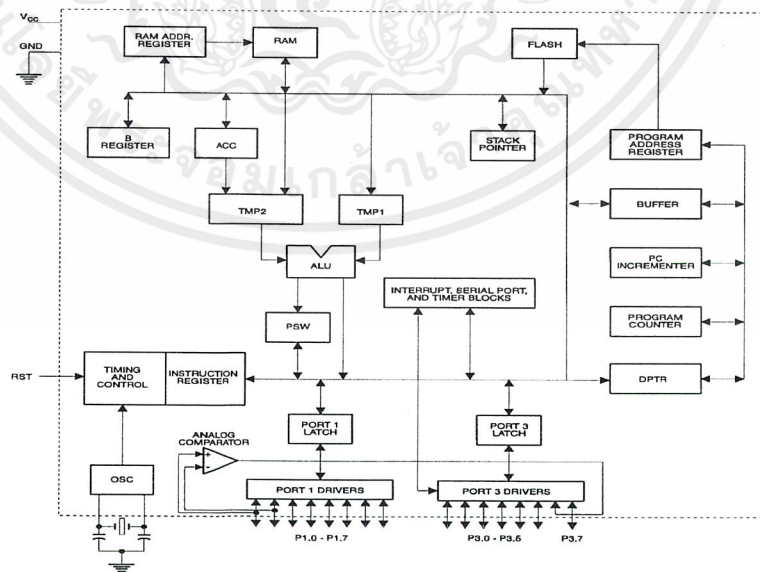 VCC
GND
RAM ADDR.
REGISTER
RAM
FLASH
B
REGISTER
ACC
STACK
POINTER
PROGRAM
ADDRESS
REGISTER
TMP2
TMP1
BUFFER
ALU
PC
INCREMENTER
INTERRUPT, SERIAL PORT,
AND TIMER BLOCKS
PSW
PROGRAM
COUNTER
RST
TIMING
AND
CONTROL
INSTRUCTION
REGISTER
DPTR
PORT 1
LATCH
PORT 3
LATCH
ANALOG
COMPARATOR
+
-
OSC
PORT 1 DRIVERS
PORT 3 DRIVERS
P1.0 - P1.7
P3.0 - P3.5
P3.7